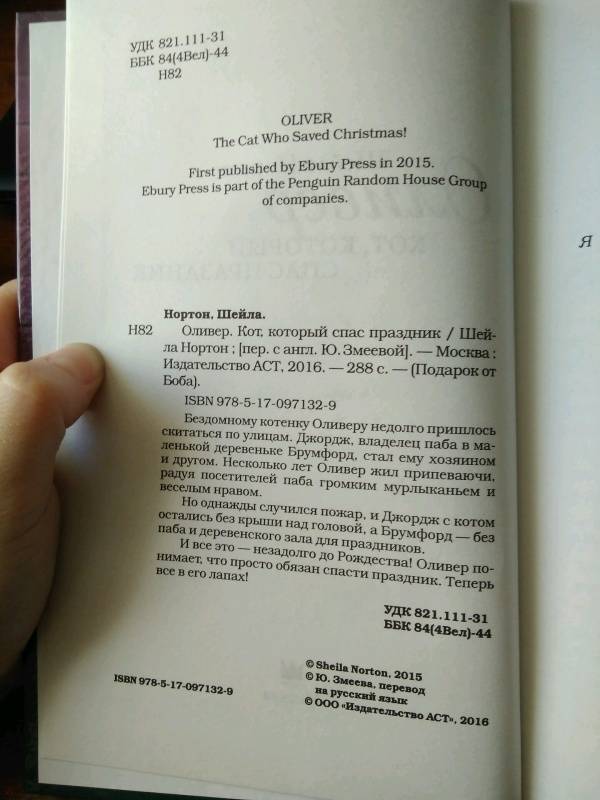 УДК 821.111-31
ББК 84(4Вел)-44
Н82
OLIVER
The Cat Who Saved Christmas!
First published by Ebury Press in 2015.
Ebury Press is part of the Penguin Random House Group
of companies.
Нортон, Шейла.
Н82 Оливер. Кот, который спас праздник / Шей-
ла Нортон ; [пер. с англ. Ю. Змеевой]. — Москва :
Издательство АСТ, 2016. — 288 с. — (Подарок от
Боба).
ISBN 978-5-17-097132-9
Бездомному котенку Оливеру недолго пришлось
скитаться по улицам. Джордж, владелец паба в ма-
ленькой деревеньке Брумфорд, стал ему хозяином
и другом. Несколько лет Оливер жил припеваючи,
радуя посетителей паба громким мурлыканьем и
веселым нравом.
Но однажды случился пожар, и Джордж с котом
остались без крыши над головой, а Брумфорд — без
паба и деревенского зала для праздников.
И все это — незадолго до Рождества! Оливер по-
нимает, что просто обязан спасти праздник. Теперь
все в его лапах!
УДК 821.111-31
ББК 84(4Вел)-44
© Sheila Norton, 2015
© Ю. Змеева, перевод
на русский язык
ISBN 978-5-17-097132-9 © ООО «Издательство АСТ», 2016
Я